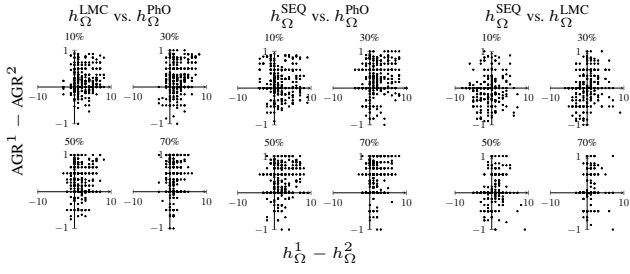 h_Ω^LMC vs. h_Ω^PhO h_Ω^SEQ vs. h_Ω^PhO h_Ω^SEQ vs. h_Ω^LMC
10% 30% 10% 30% 10% 30%
1 1 1 1 1 1
−10 10 −10 10 −10 10 −10 10 −10 10 −10 10
−1 −1 −1 −1 −1 −1
AGR^1 − AGR^2
50% 70% 50% 70% 50% 70%
1 1 1 1 1 1
−10 10 −10 10 −10 10 −10 10 −10 10 −10 10
−1 −1 −1 −1 −1 −1
h_Ω^1 − h_Ω^2